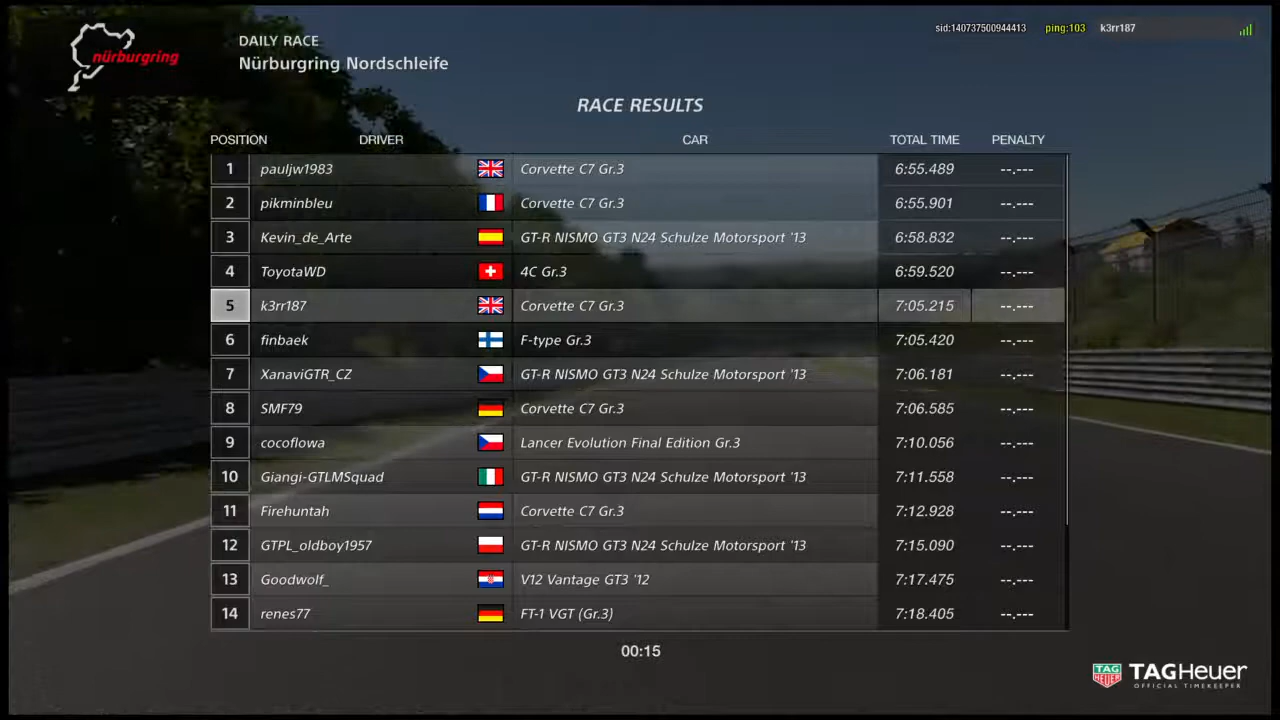 sid:140737500944413 ping:103 k3rr187
DAILY RACE
nürburgring
Nürburgring Nordschleife
RACE RESULTS
POSITION DRIVER CAR TOTAL TIME PENALTY
1 pauljw1983 Corvette C7 Gr.3 6:55.489 --.---
2 pikminbleu Corvette C7 Gr.3 6:55.901 --.---
3 Kevin_de_Arte GT-R NISMO GT3 N24 Schulze Motorsport '13 6:58.832 --.---
4 ToyotaWD 4C Gr.3 6:59.520 --.---
5 k3rr187 Corvette C7 Gr.3 7:05.215 --.---
6 finbaek F-type Gr.3 7:05.420 --.---
7 XanaviGTR_CZ GT-R NISMO GT3 N24 Schulze Motorsport '13 7:06.181 --.---
8 SMF79 Corvette C7 Gr.3 7:06.585 --.---
9 cocoflowa Lancer Evolution Final Edition Gr.3 7:10.056 --.---
10 Giangi-GTLMSquad GT-R NISMO GT3 N24 Schulze Motorsport '13 7:11.558 --.---
11 Firehuntah Corvette C7 Gr.3 7:12.928 --.---
12 GTPL_oldboy1957 GT-R NISMO GT3 N24 Schulze Motorsport '13 7:15.090 --.---
13 Goodwolf_ V12 Vantage GT3 '12 7:17.475 --.---
14 renes77 FT-1 VGT (Gr.3) 7:18.405 --.---
00:15
TAG HEUER TAGHeuer
OFFICIAL TIMEKEEPER